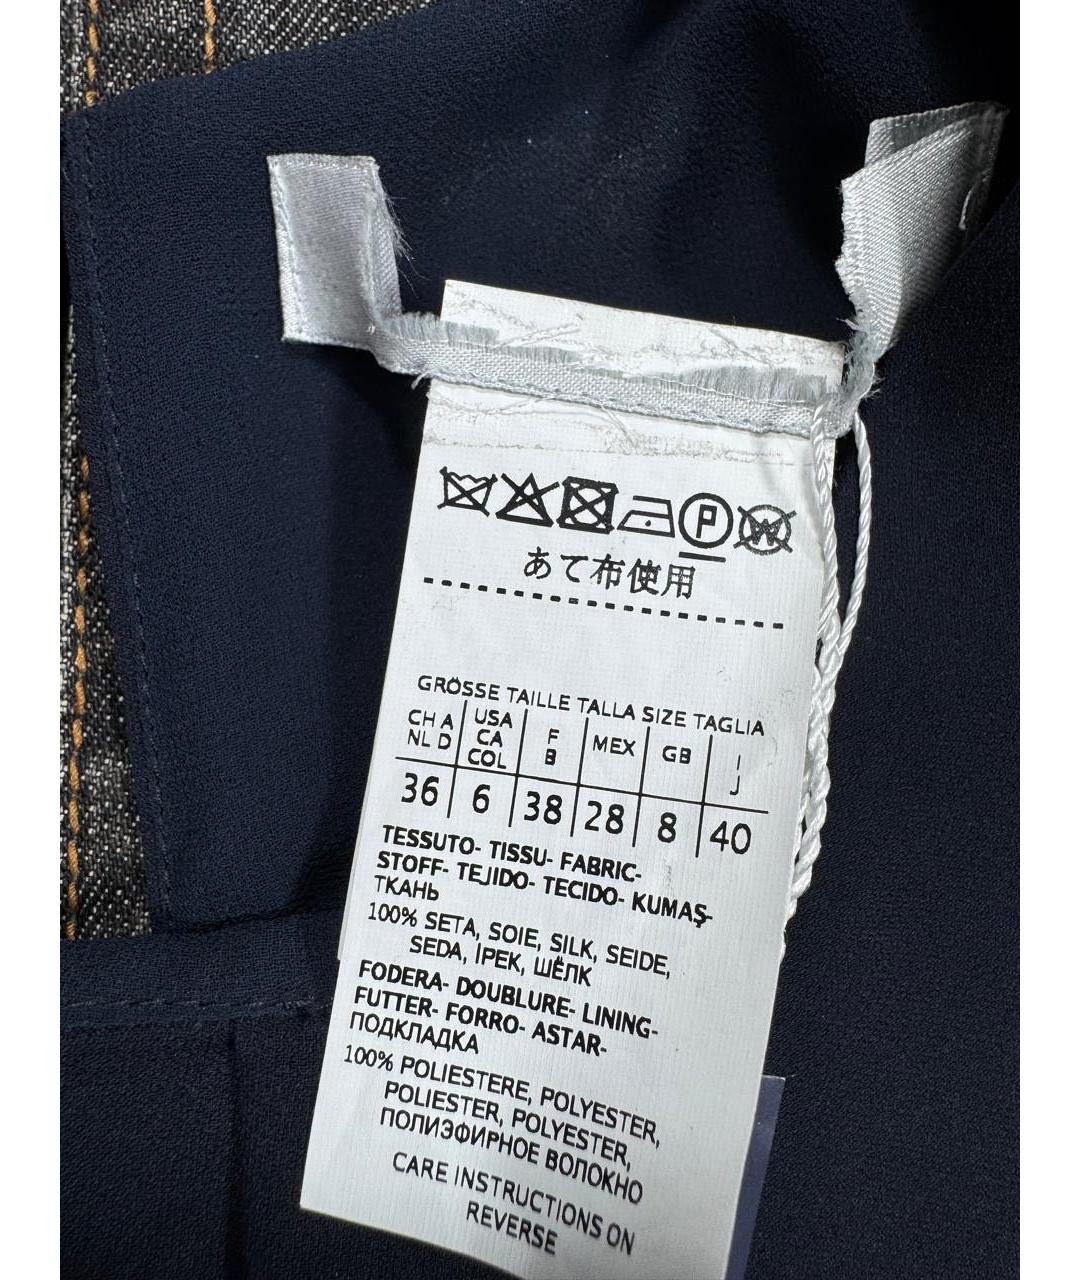 P W
あて布使用
GRÖSSE TAILLE TALLA SIZE TAGLIA
CH A NL D USA CA COL F B MEX GB I J
36 6 38 28 8 40
TESSUTO- TISSU- FABRIC-
STOFF- TEJIDO- TECIDO- KUMAŞ-
ТКАНЬ
100% SETA, SOIE, SILK, SEIDE,
SEDA, İPEK, ШЁЛК
FODERA- DOUBLURE- LINING-
FUTTER- FORRO- ASTAR-
ПОДКЛАДКА
100% POLIESTERE, POLYESTER,
POLIESTER, POLYESTER,
ПОЛИЭФИРНОЕ ВОЛОКНО
CARE INSTRUCTIONS ON
REVERSE